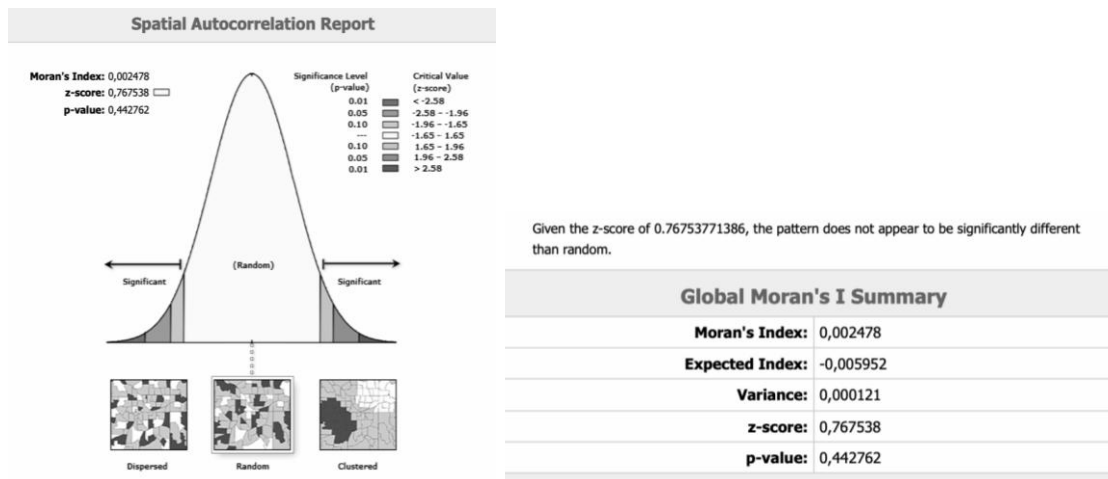 Spatial Autocorrelation Report
Moran's Index: 0,002478
z-score: 0,767538
p-value: 0,442762
Significance Level
(p-value)
Critical Value
(z-score)
0.01 < -2.58
0.05 -2.58 - -1.96
0.10 -1.96 - -1.65
--- -1.65 - 1.65
0.10 1.65 - 1.96
0.05 1.96 - 2.58
0.01 > 2.58
(Random)
Significant
Significant
Dispersed
Random
Clustered
Given the z-score of 0.76753771386, the pattern does not appear to be significantly different
than random.
Global Moran's I Summary
Moran's Index: 0,002478
Expected Index: -0,005952
Variance: 0,000121
z-score: 0,767538
p-value: 0,442762